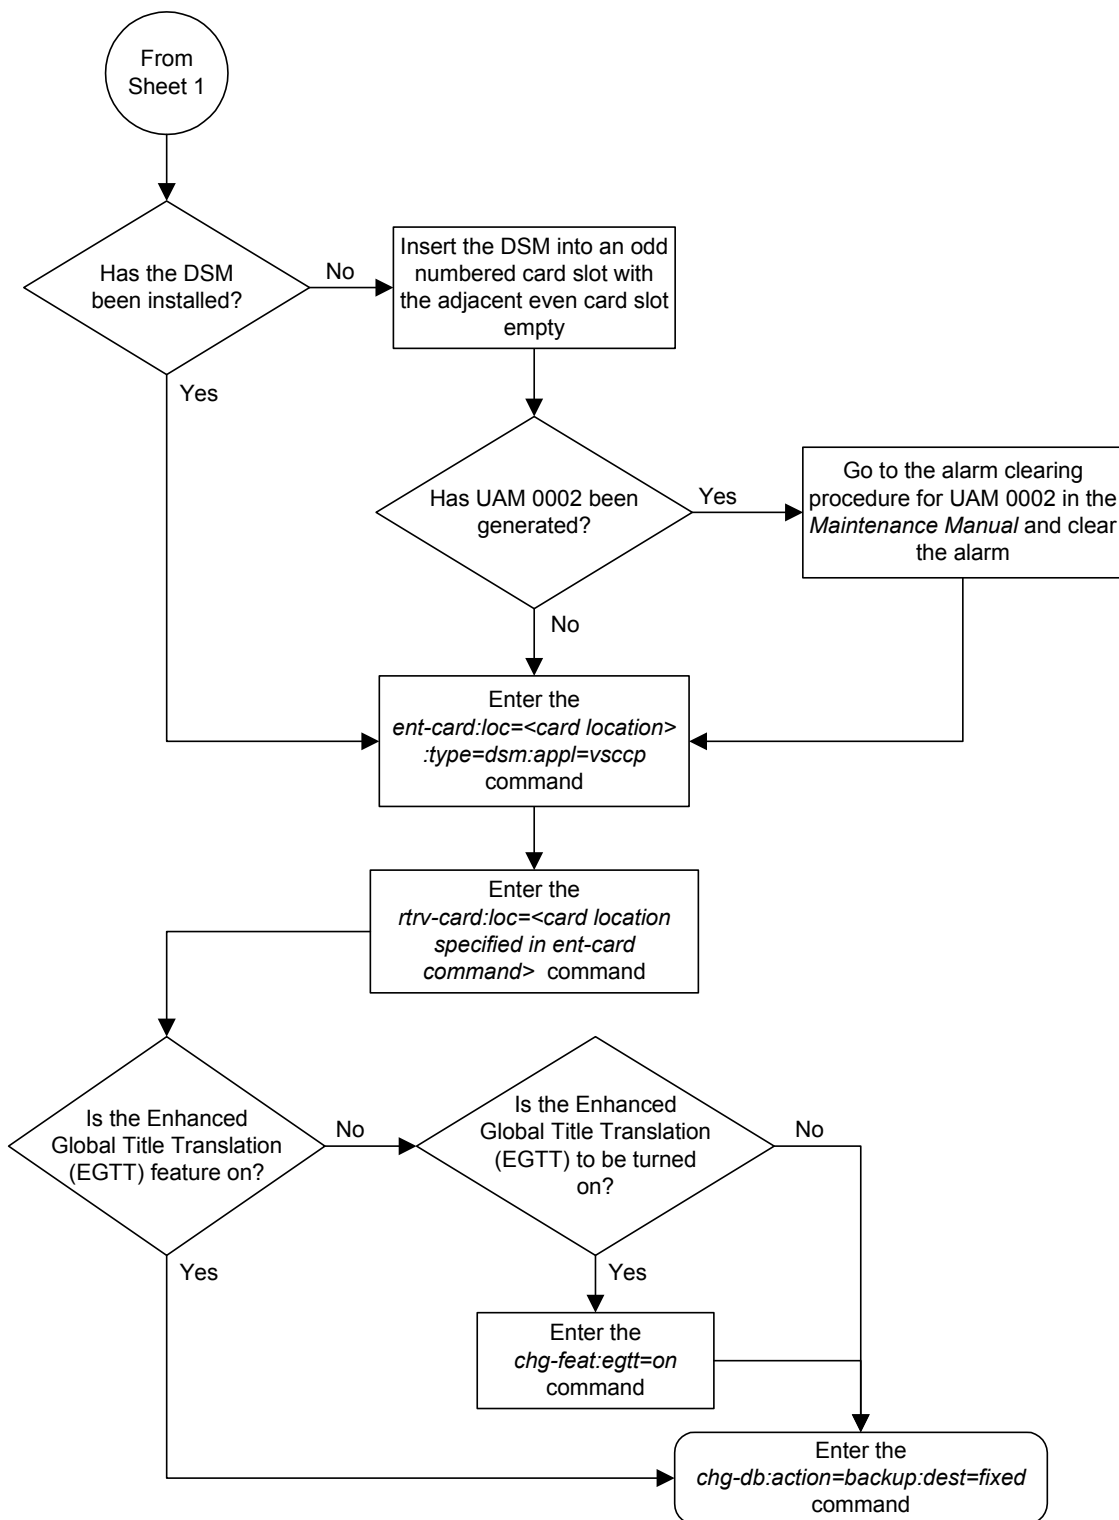 From
Sheet 1
Has the DSM
been installed?
No
Insert the DSM into an odd
numbered card slot with
the adjacent even card slot
empty
Yes
Has UAM 0002 been
generated?
Yes
Go to the alarm clearing
procedure for UAM 0002 in the
Maintenance Manual and clear
the alarm
No
Enter the
ent-card:loc=<card location>
:type=dsm:appl=vsccp
command
Enter the
rtrv-card:loc=<card location
specified in ent-card
command> command
Is the Enhanced
Global Title Translation
(EGTT) feature on?
No
Is the Enhanced
Global Title Translation
(EGTT) to be turned
on?
No
Yes
Yes
Enter the
chg-feat:egtt=on
command
Enter the
chg-db:action=backup:dest=fixed
command